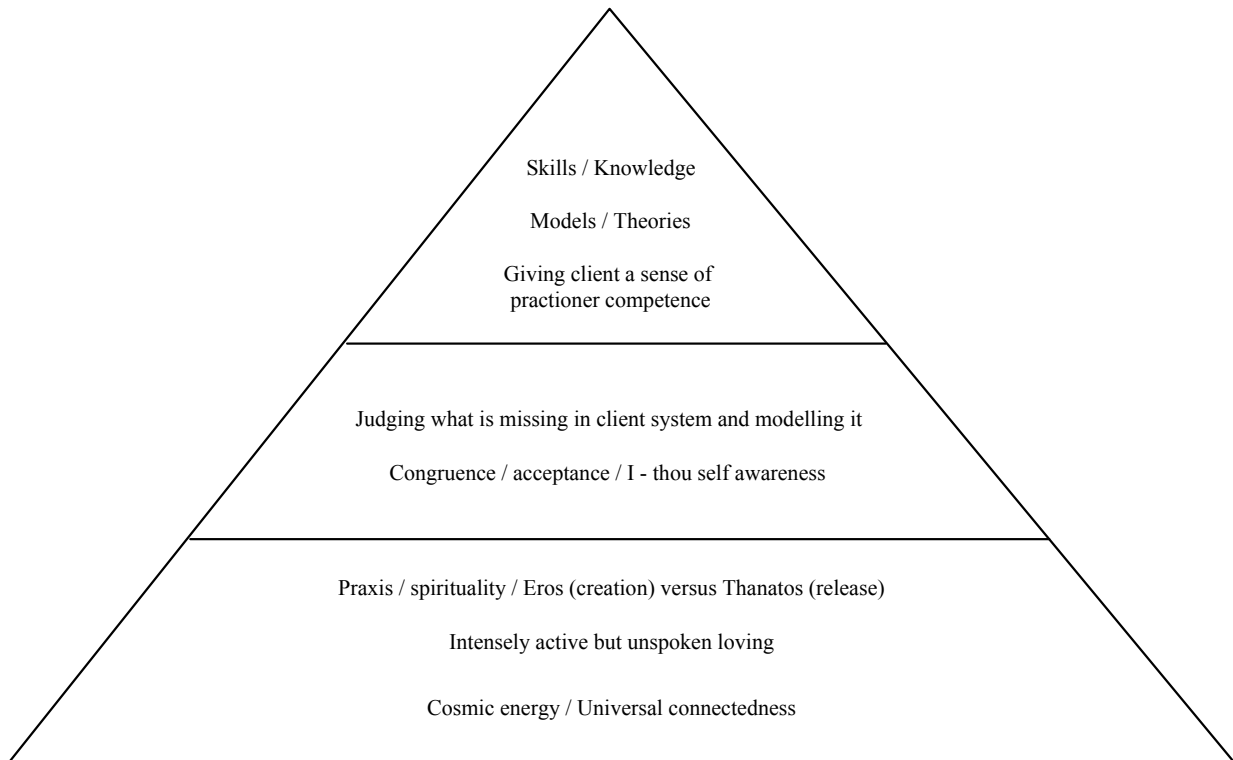 Skills / Knowledge
Models / Theories
Giving client a sense of
practioner competence
Judging what is missing in client system and modelling it
Congruence / acceptance / I - thou self awareness
Praxis / spirituality / Eros (creation) versus Thanatos (release)
Intensely active but unspoken loving
Cosmic energy / Universal connectedness